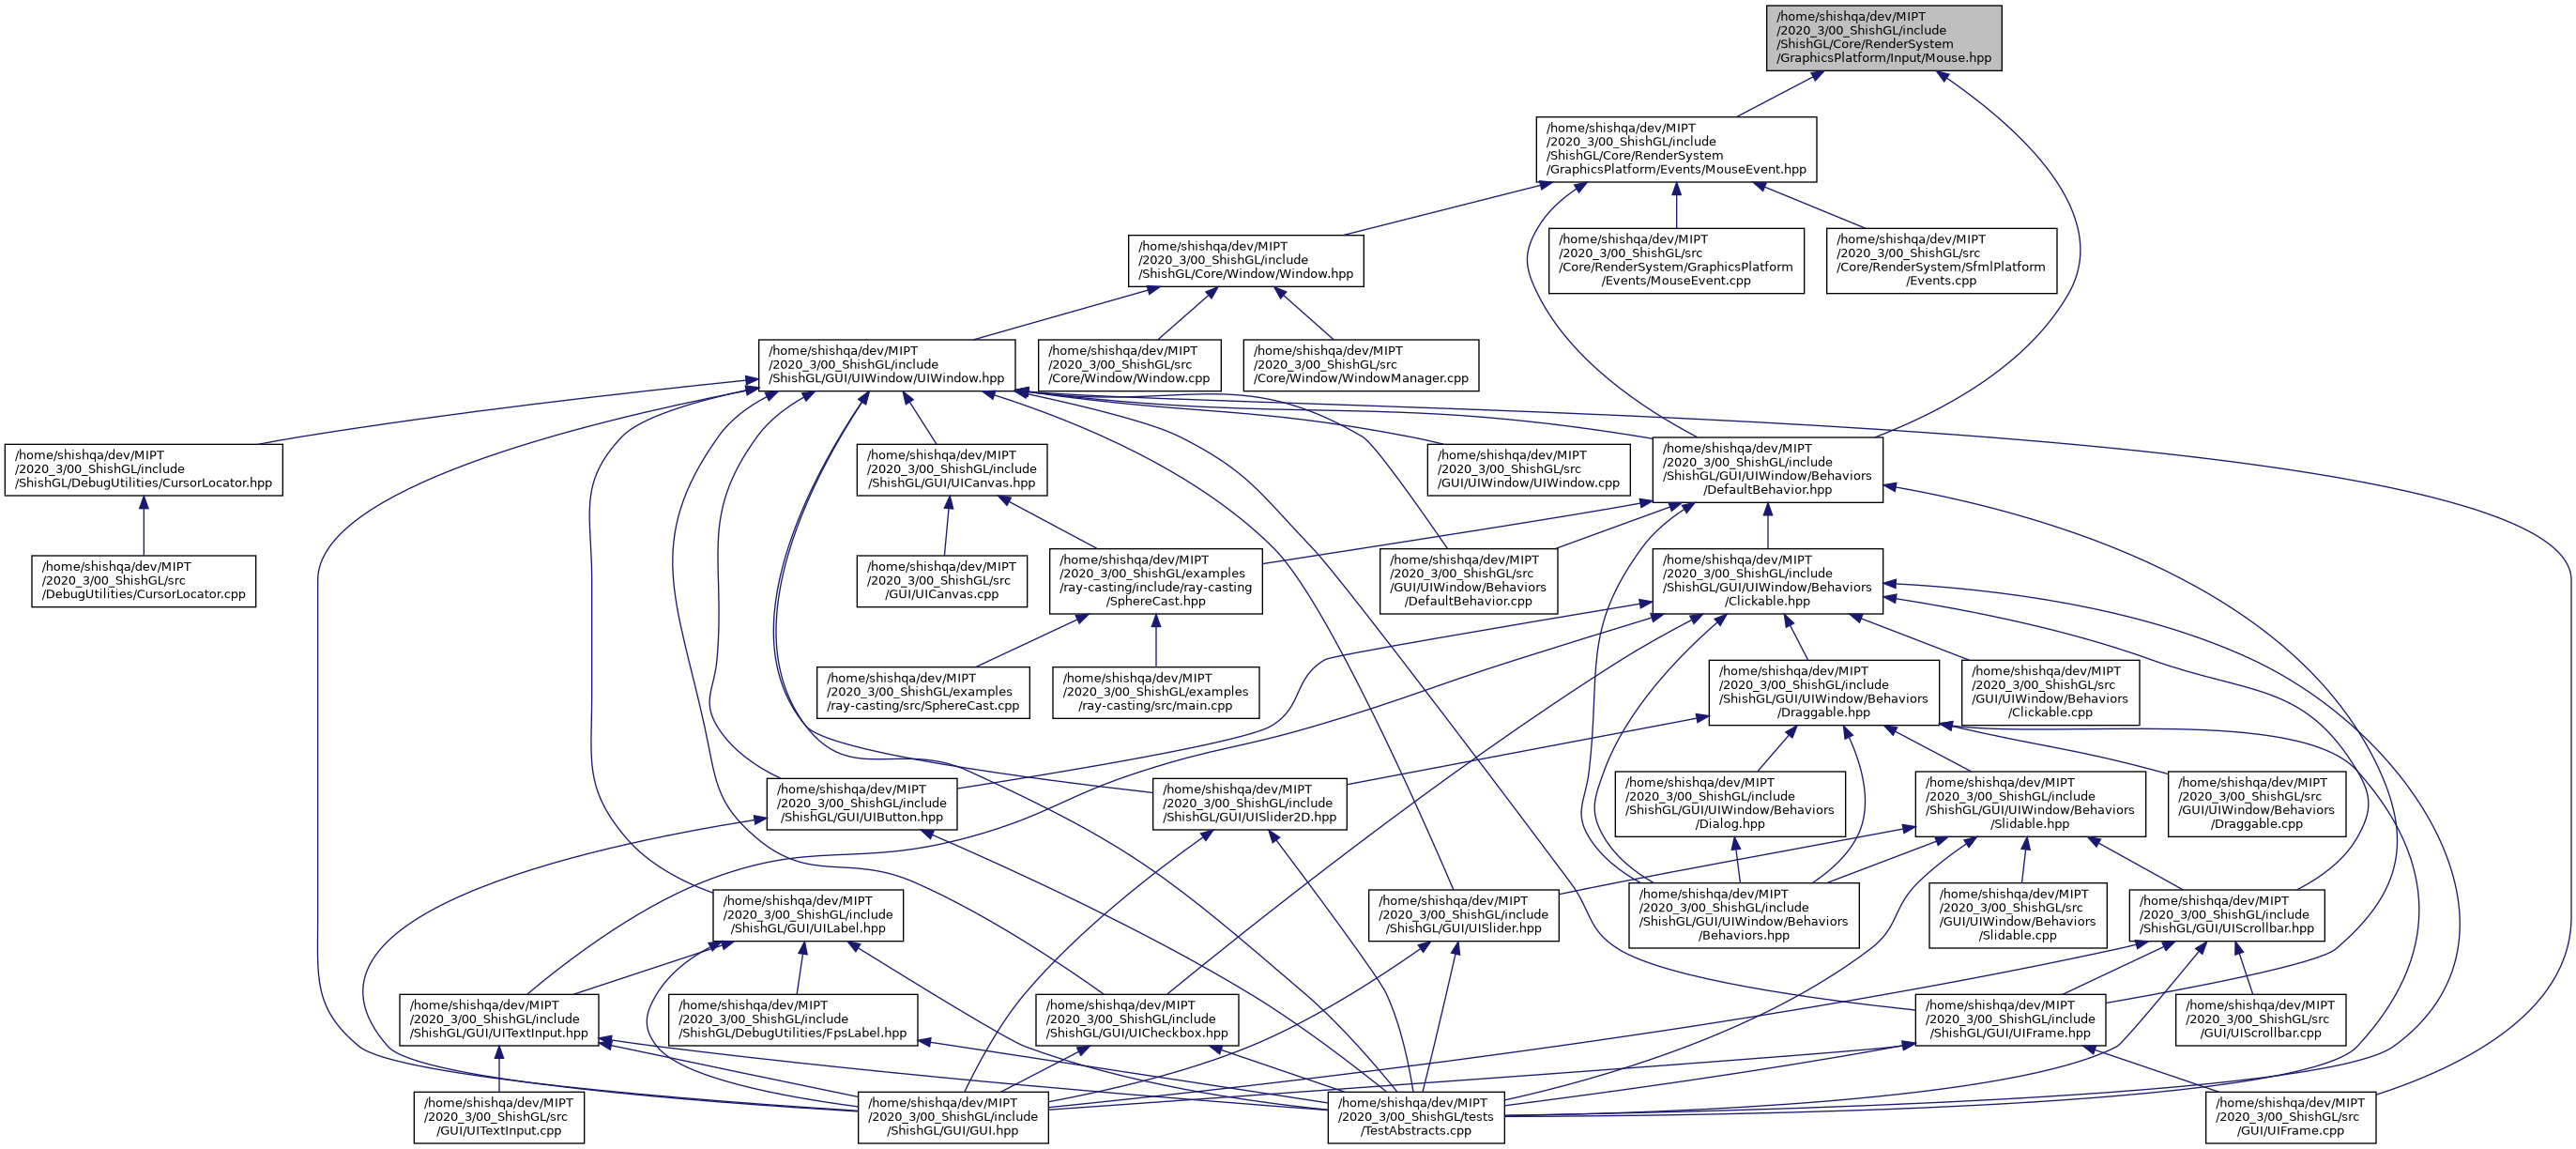 /home/shishqa/dev/MIPT
/2020_3/00_ShishGL/include
/ShishGL/Core/RenderSystem
/GraphicsPlatform/Input/Mouse.hpp
/home/shishqa/dev/MIPT
/2020_3/00_ShishGL/include
/ShishGL/Core/RenderSystem
/GraphicsPlatform/Events/MouseEvent.hpp
/home/shishqa/dev/MIPT
/2020_3/00_ShishGL/include
/ShishGL/Core/Window/Window.hpp
/home/shishqa/dev/MIPT
/2020_3/00_ShishGL/src
/Core/RenderSystem/GraphicsPlatform
/Events/MouseEvent.cpp
/home/shishqa/dev/MIPT
/2020_3/00_ShishGL/src
/Core/RenderSystem/SfmlPlatform
/Events.cpp
/home/shishqa/dev/MIPT
/2020_3/00_ShishGL/include
/ShishGL/GUI/UIWindow/UIWindow.hpp
/home/shishqa/dev/MIPT
/2020_3/00_ShishGL/src
/Core/Window/Window.cpp
/home/shishqa/dev/MIPT
/2020_3/00_ShishGL/src
/Core/Window/WindowManager.cpp
/home/shishqa/dev/MIPT
/2020_3/00_ShishGL/include
/ShishGL/DebugUtilities/CursorLocator.hpp
/home/shishqa/dev/MIPT
/2020_3/00_ShishGL/include
/ShishGL/GUI/UICanvas.hpp
/home/shishqa/dev/MIPT
/2020_3/00_ShishGL/src
/GUI/UIWindow/UIWindow.cpp
/home/shishqa/dev/MIPT
/2020_3/00_ShishGL/include
/ShishGL/GUI/UIWindow/Behaviors
/DefaultBehavior.hpp
/home/shishqa/dev/MIPT
/2020_3/00_ShishGL/src
/DebugUtilities/CursorLocator.cpp
/home/shishqa/dev/MIPT
/2020_3/00_ShishGL/src
/GUI/UICanvas.cpp
/home/shishqa/dev/MIPT
/2020_3/00_ShishGL/examples
/ray-casting/include/ray-casting
/SphereCast.hpp
/home/shishqa/dev/MIPT
/2020_3/00_ShishGL/src
/GUI/UIWindow/Behaviors
/DefaultBehavior.cpp
/home/shishqa/dev/MIPT
/2020_3/00_ShishGL/include
/ShishGL/GUI/UIWindow/Behaviors
/Clickable.hpp
/home/shishqa/dev/MIPT
/2020_3/00_ShishGL/examples
/ray-casting/src/SphereCast.cpp
/home/shishqa/dev/MIPT
/2020_3/00_ShishGL/examples
/ray-casting/src/main.cpp
/home/shishqa/dev/MIPT
/2020_3/00_ShishGL/include
/ShishGL/GUI/UIWindow/Behaviors
/Draggable.hpp
/home/shishqa/dev/MIPT
/2020_3/00_ShishGL/src
/GUI/UIWindow/Behaviors
/Clickable.cpp
/home/shishqa/dev/MIPT
/2020_3/00_ShishGL/include
/ShishGL/GUI/UIButton.hpp
/home/shishqa/dev/MIPT
/2020_3/00_ShishGL/include
/ShishGL/GUI/UISlider2D.hpp
/home/shishqa/dev/MIPT
/2020_3/00_ShishGL/include
/ShishGL/GUI/UIWindow/Behaviors
/Dialog.hpp
/home/shishqa/dev/MIPT
/2020_3/00_ShishGL/include
/ShishGL/GUI/UIWindow/Behaviors
/Slidable.hpp
/home/shishqa/dev/MIPT
/2020_3/00_ShishGL/src
/GUI/UIWindow/Behaviors
/Draggable.cpp
/home/shishqa/dev/MIPT
/2020_3/00_ShishGL/include
/ShishGL/GUI/UILabel.hpp
/home/shishqa/dev/MIPT
/2020_3/00_ShishGL/include
/ShishGL/GUI/UISlider.hpp
/home/shishqa/dev/MIPT
/2020_3/00_ShishGL/include
/ShishGL/GUI/UIWindow/Behaviors
/Behaviors.hpp
/home/shishqa/dev/MIPT
/2020_3/00_ShishGL/src
/GUI/UIWindow/Behaviors
/Slidable.cpp
/home/shishqa/dev/MIPT
/2020_3/00_ShishGL/include
/ShishGL/GUI/UIScrollbar.hpp
/home/shishqa/dev/MIPT
/2020_3/00_ShishGL/include
/ShishGL/GUI/UITextInput.hpp
/home/shishqa/dev/MIPT
/2020_3/00_ShishGL/include
/ShishGL/DebugUtilities/FpsLabel.hpp
/home/shishqa/dev/MIPT
/2020_3/00_ShishGL/include
/ShishGL/GUI/UICheckbox.hpp
/home/shishqa/dev/MIPT
/2020_3/00_ShishGL/include
/ShishGL/GUI/UIFrame.hpp
/home/shishqa/dev/MIPT
/2020_3/00_ShishGL/src
/GUI/UIScrollbar.cpp
/home/shishqa/dev/MIPT
/2020_3/00_ShishGL/src
/GUI/UITextInput.cpp
/home/shishqa/dev/MIPT
/2020_3/00_ShishGL/include
/ShishGL/GUI/GUI.hpp
/home/shishqa/dev/MIPT
/2020_3/00_ShishGL/tests
/TestAbstracts.cpp
/home/shishqa/dev/MIPT
/2020_3/00_ShishGL/src
/GUI/UIFrame.cpp